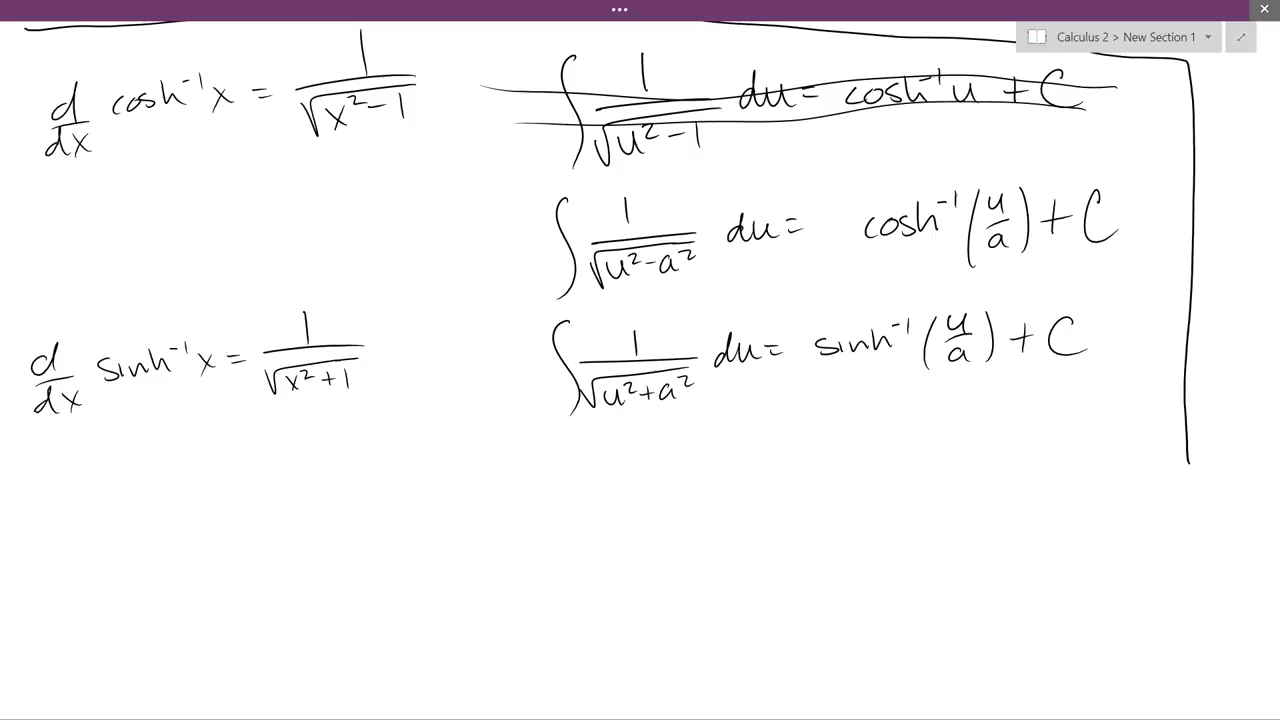 ...
Calculus 2 > New Section 1
d/dx cosh⁻¹x = 1/√(x²-1)
∫ 1/√(u²-1) du = cosh⁻¹u + C
∫ 1/√(u²-a²) du = cosh⁻¹(u/a) + C
d/dx sinh⁻¹x = 1/√(x²+1)
∫ 1/√(u²+a²) du = sinh⁻¹(u/a) + C